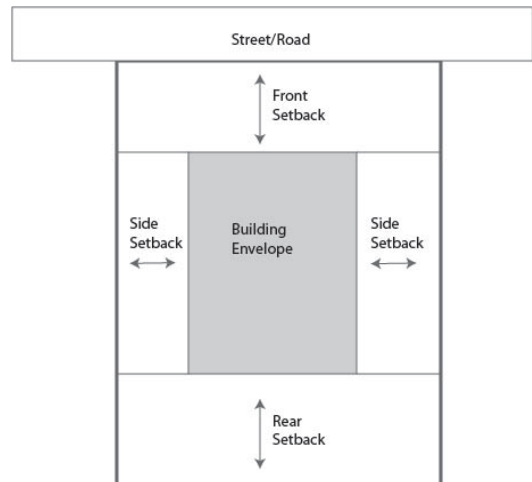 Street/Road
Front
Setback
Side
Setback
Building
Envelope
Side
Setback
Rear
Setback